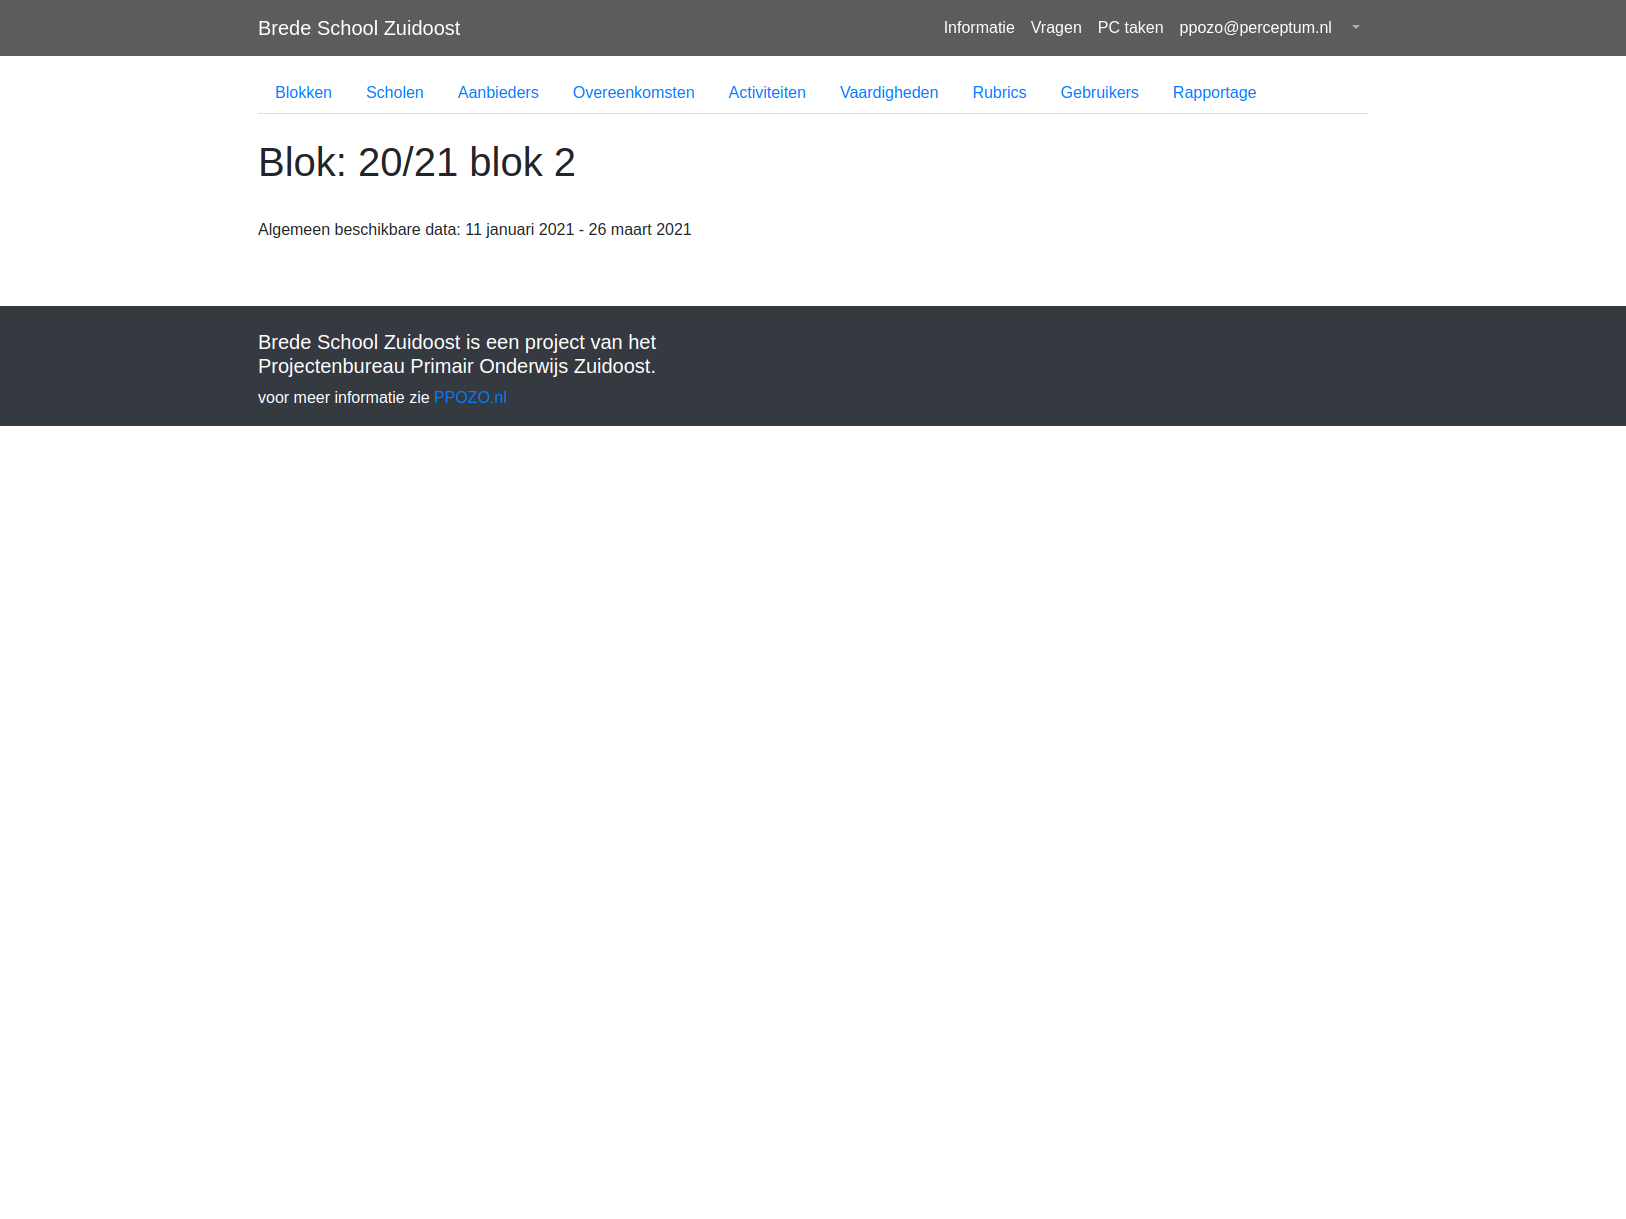 Brede School Zuidoost
Informatie Vragen PC taken ppozo@perceptum.nl
Blokken Scholen Aanbieders Overeenkomsten Activiteiten Vaardigheden Rubrics Gebruikers Rapportage
Blok: 20/21 blok 2
Algemeen beschikbare data: 11 januari 2021 - 26 maart 2021
Brede School Zuidoost is een project van het
Projectenbureau Primair Onderwijs Zuidoost.
voor meer informatie zie PPOZO.nl